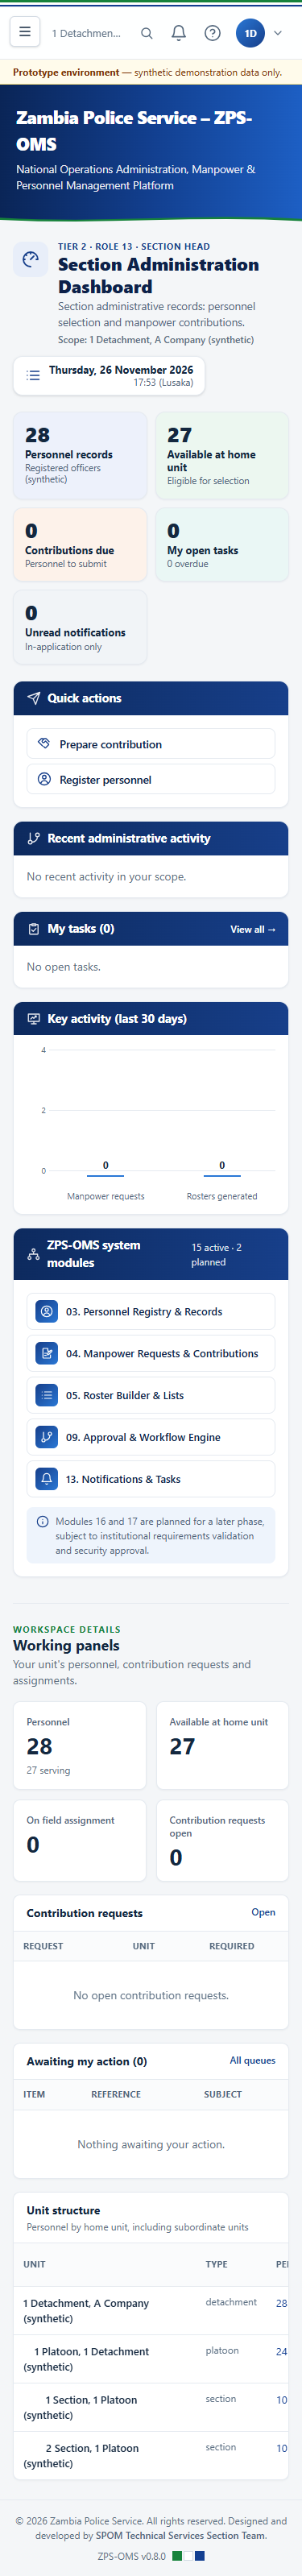 1 Detachmen...
1D
Prototype environment — synthetic demonstration data only.
Zambia Police Service – ZPS-
OMS
National Operations Administration, Manpower &
Personnel Management Platform
TIER 2 · ROLE 13 · SECTION HEAD
Section Administration
Dashboard
Section administrative records: personnel
selection and manpower contributions.
Scope: 1 Detachment, A Company (synthetic)
Thursday, 26 November 2026
17:53 (Lusaka)
28
Personnel records
Registered officers
(synthetic)
27
Available at home
unit
Eligible for selection
0
Contributions due
Personnel to submit
0
My open tasks
0 overdue
0
Unread notifications
In-application only
Quick actions
Prepare contribution
Register personnel
Recent administrative activity
No recent activity in your scope.
My tasks (0)
View all →
No open tasks.
Key activity (last 30 days)
4
2
0
0
0
Manpower requests
Rosters generated
ZPS-OMS system
modules
15 active · 2
planned
03. Personnel Registry & Records
04. Manpower Requests & Contributions
05. Roster Builder & Lists
09. Approval & Workflow Engine
13. Notifications & Tasks
Modules 16 and 17 are planned for a later phase,
subject to institutional requirements validation
and security approval.
WORKSPACE DETAILS
Working panels
Your unit's personnel, contribution requests and
assignments.
Personnel
28
27 serving
Available at home unit
27
On field assignment
0
Contribution requests
open
0
Contribution requests
Open
REQUEST UNIT REQUIRED
No open contribution requests.
Awaiting my action (0)
All queues
ITEM REFERENCE SUBJECT
Nothing awaiting your action.
Unit structure
Personnel by home unit, including subordinate units
UNIT TYPE PE
1 Detachment, A Company detachment 28
(synthetic)
1 Platoon, 1 Detachment platoon 24
(synthetic)
1 Section, 1 Platoon section 10
(synthetic)
2 Section, 1 Platoon section 10
(synthetic)
© 2026 Zambia Police Service. All rights reserved. Designed and
developed by SPOM Technical Services Section Team.
ZPS-OMS v0.8.0